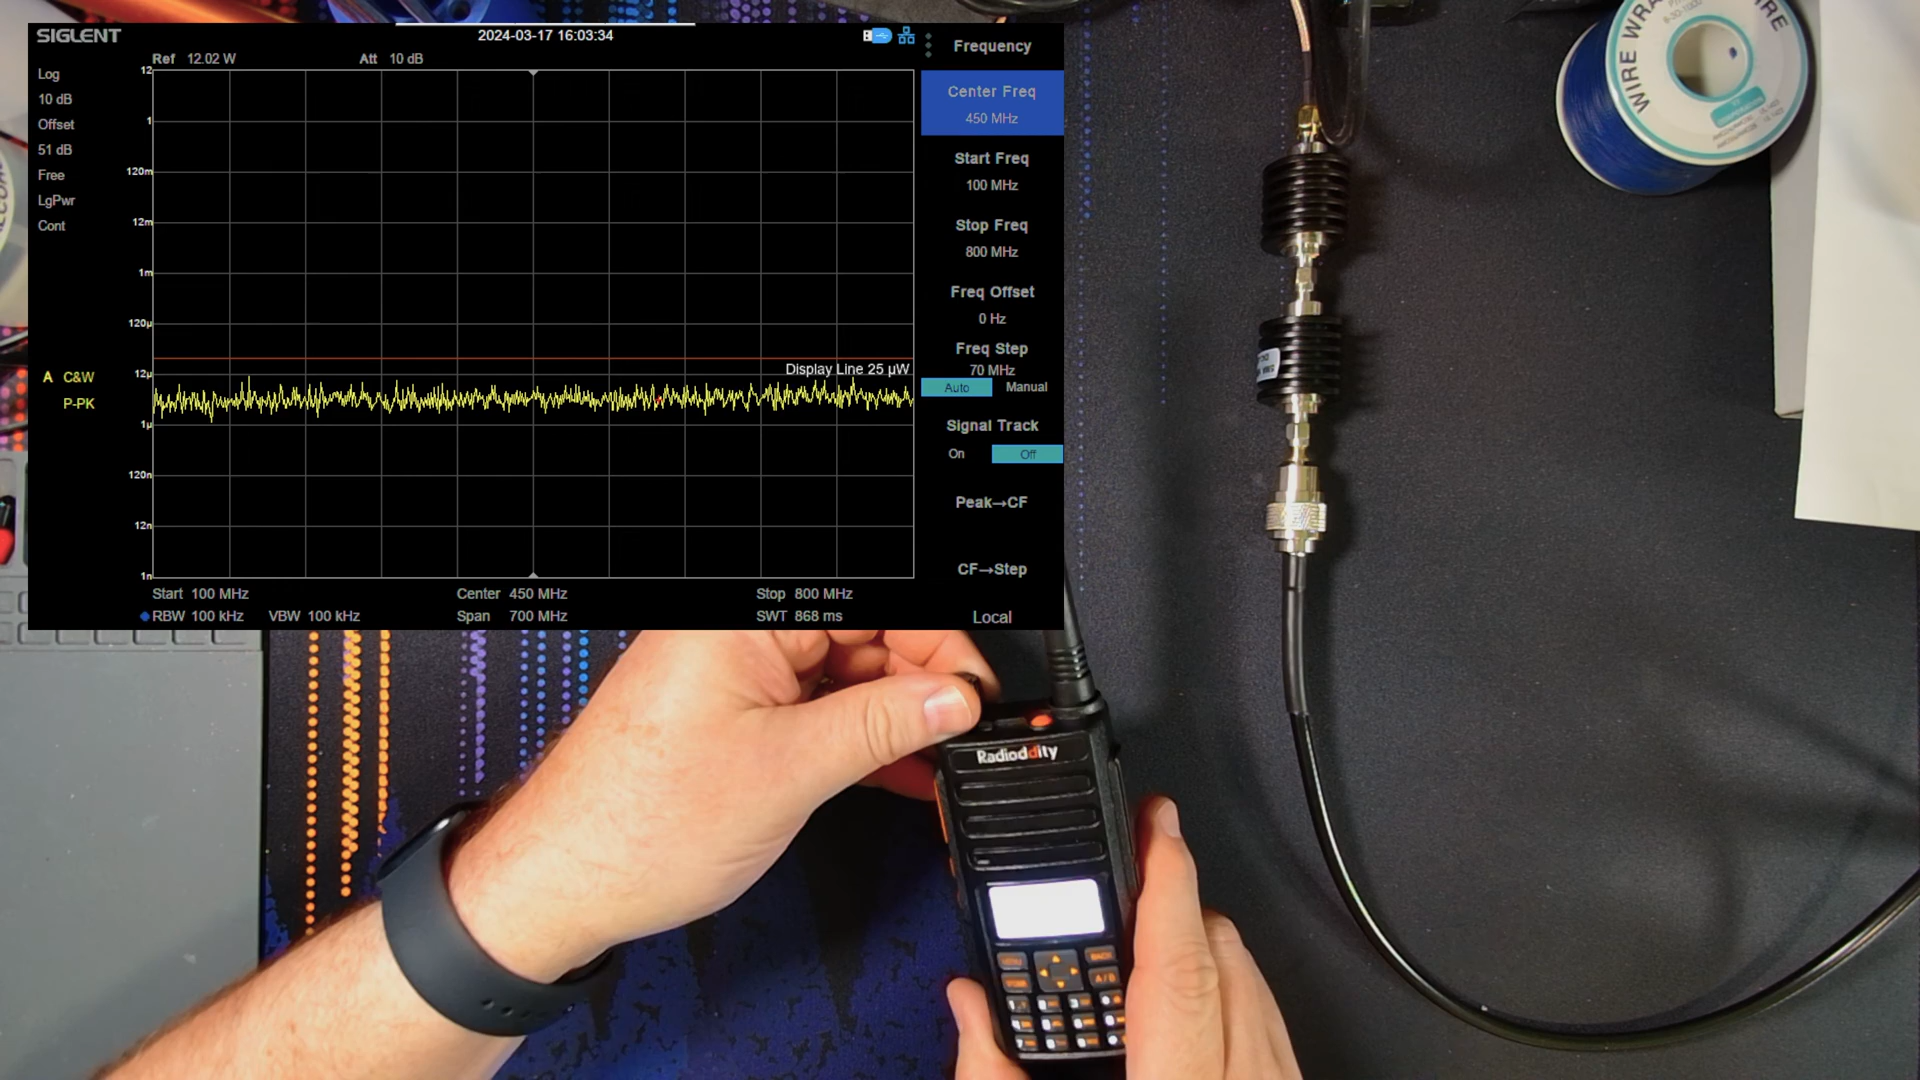 SIGLENT
2024-03-17 16:03:34
Ref 12.02 W
Att 10 dB
Log
10 dB
Offset
51 dB
Free
LgPwr
Cont
A C&W
P-PK
12
1
120m
12m
1m
120µ
12µ
1µ
120n
12n
1n
Display Line 25 µW
Start 100 MHz
Center 450 MHz
Stop 800 MHz
RBW 100 kHz
VBW 100 kHz
Span 700 MHz
SWT 868 ms
Frequency
Center Freq
450 MHz
Start Freq
100 MHz
Stop Freq
800 MHz
Freq Offset
0 Hz
Freq Step
70 MHz
Auto Manual
Signal Track
On Off
Peak→CF
CF→Step
Local
Radioddity
MENU
BACK
A / B
WIRE WRA
IRE